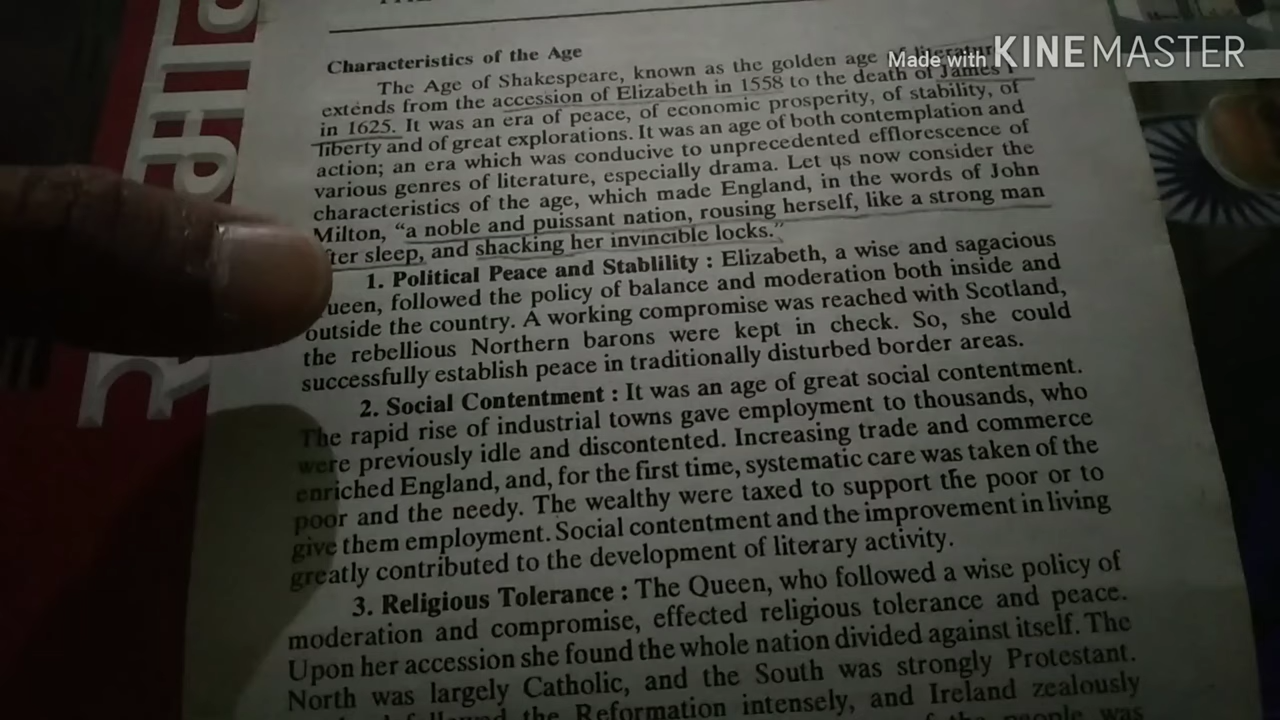 Characteristics of the Age
The Age of Shakespeare, known as the golden age of literature
Made with KINEMASTER
extends from the accession of Elizabeth in 1558 to the death of James I
in 1625. It was an era of peace, of economic prosperity, of stability, of
liberty and of great explorations. It was an age of both contemplation and
action; an era which was conducive to unprecedented efflorescence of
various genres of literature, especially drama. Let us now consider the
characteristics of the age, which made England, in the words of John
Milton, “a noble and puissant nation, rousing herself, like a strong man
ter sleep, and shacking her invincible locks.”
1. Political Peace and Stablility : Elizabeth, a wise and sagacious
ueen, followed the policy of balance and moderation both inside and
outside the country. A working compromise was reached with Scotland,
the rebellious Northern barons were kept in check. So, she could
successfully establish peace in traditionally disturbed border areas.
2. Social Contentment : It was an age of great social contentment.
The rapid rise of industrial towns gave employment to thousands, who
were previously idle and discontented. Increasing trade and commerce
enriched England, and, for the first time, systematic care was taken of the
poor and the needy. The wealthy were taxed to support the poor or to
give them employment. Social contentment and the improvement in living
greatly contributed to the development of literary activity.
3. Religious Tolerance : The Queen, who followed a wise policy of
moderation and compromise, effected religious tolerance and peace.
Upon her accession she found the whole nation divided against itself. The
North was largely Catholic, and the South was strongly Protestant.
the Reformation intensely, and Ireland zealously
of the people was